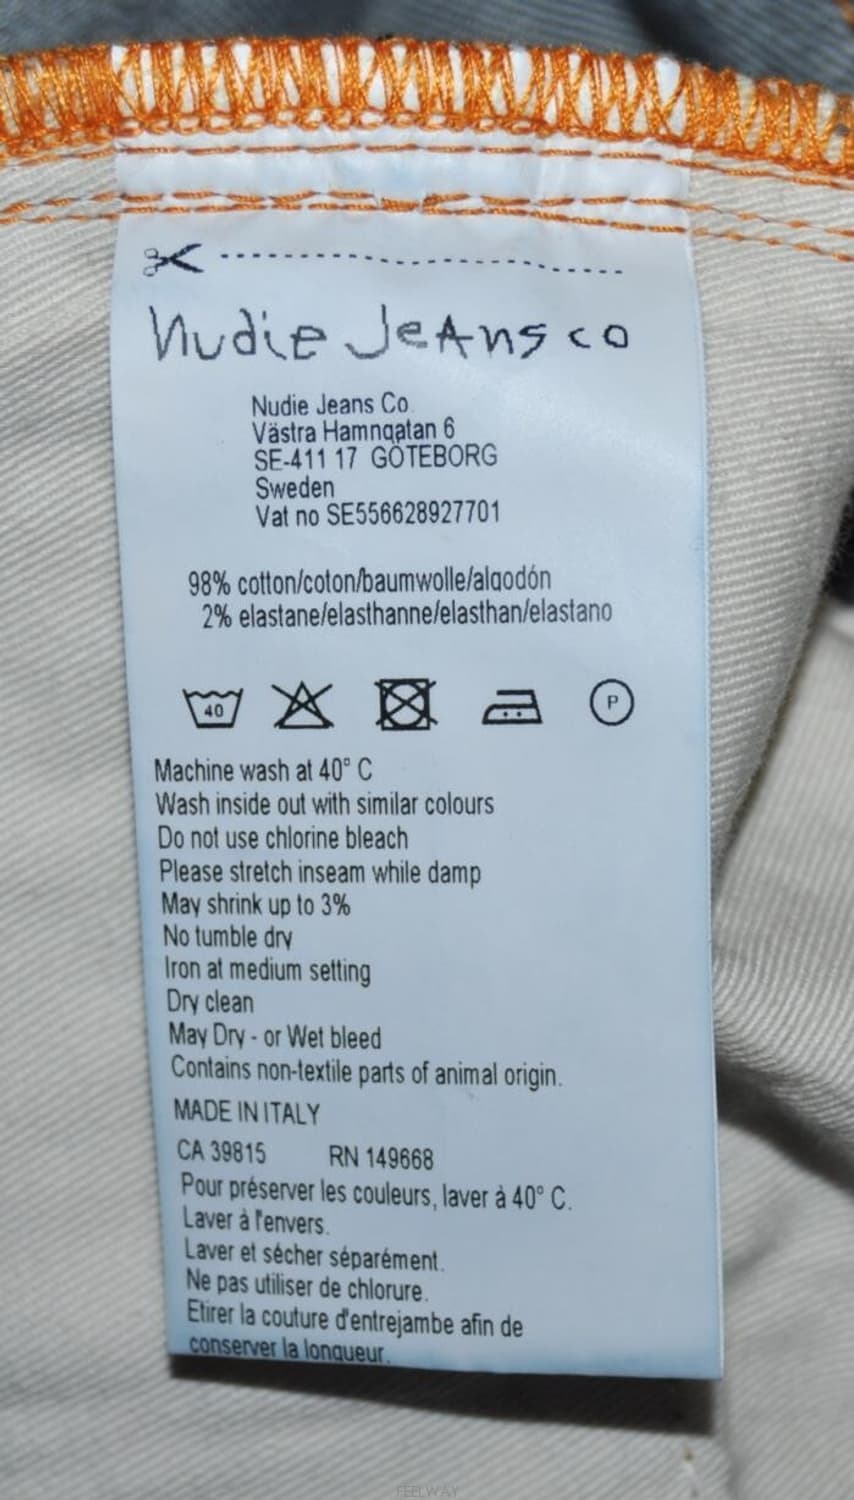 Nudie Jeans co
Nudie Jeans Co.
Västra Hamngatan 6
SE-411 17 GÖTEBORG
Sweden
Vat no SE556628927701
98% cotton/coton/baumwolle/algodón
2% elastane/elasthanne/elasthan/elastano
40
P
Machine wash at 40° C
Wash inside out with similar colours
Do not use chlorine bleach
Please stretch inseam while damp
May shrink up to 3%
No tumble dry
Iron at medium setting
Dry clean
May Dry - or Wet bleed
Contains non-textile parts of animal origin.
MADE IN ITALY
CA 39815 RN 149668
Pour préserver les couleurs, laver à 40° C.
Laver à l'envers.
Laver et sécher séparément.
Ne pas utiliser de chlorure.
Etirer la couture d'entrejambe afin de
conserver la longueur.
FEELWAY